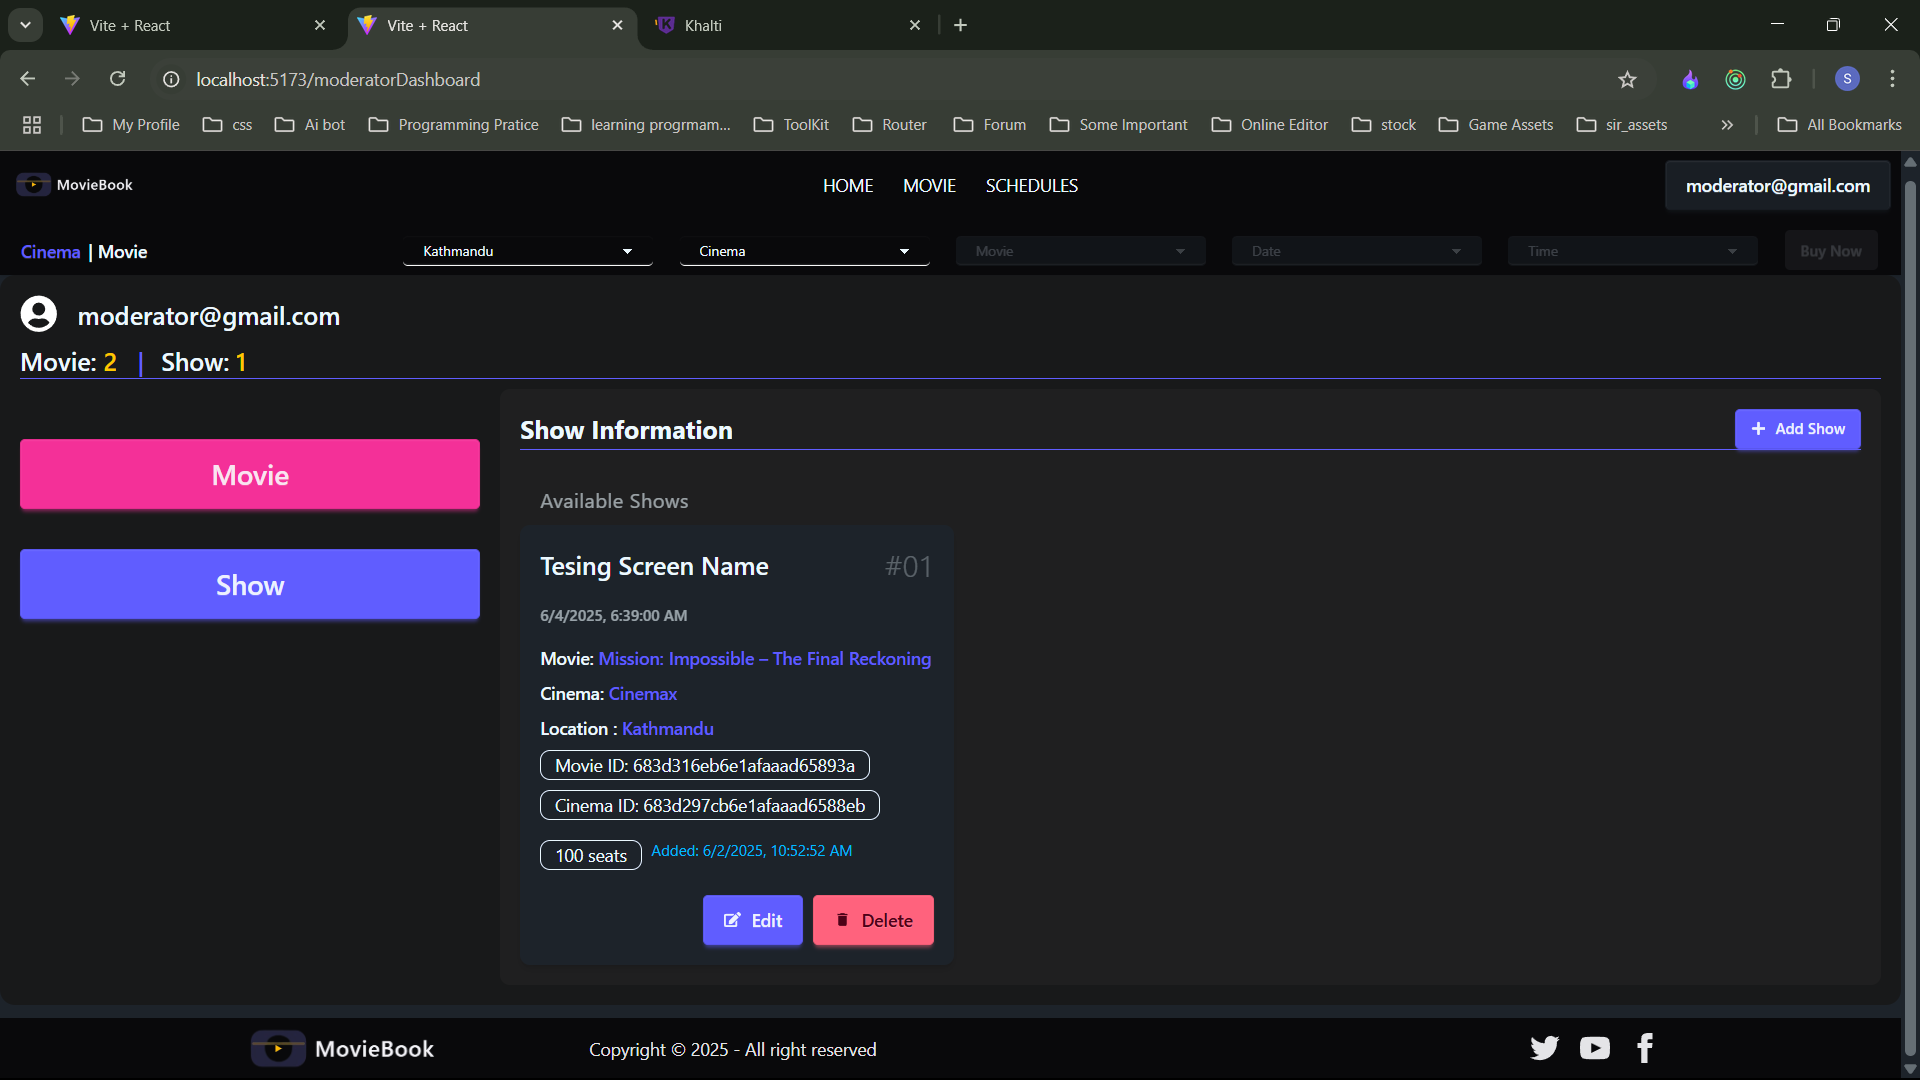 Vite + React
Vite + React
Khalti
localhost:5173/moderatorDashboard
S
My Profile
css
Ai bot
Programming Pratice
learning progrmam...
ToolKit
Router
Forum
Some Important
Online Editor
stock
Game Assets
sir_assets
All Bookmarks
MovieBook
HOME
MOVIE
SCHEDULES
moderator@gmail.com
Cinema | Movie
Kathmandu
Cinema
Movie
Date
Time
Buy Now
moderator@gmail.com
Movie: 2 | Show: 1
Movie
Show
Show Information
+ Add Show
Available Shows
Tesing Screen Name
#01
6/4/2025, 6:39:00 AM
Movie: Mission: Impossible – The Final Reckoning
Cinema: Cinemax
Location : Kathmandu
Movie ID: 683d316eb6e1afaaad65893a
Cinema ID: 683d297cb6e1afaaad6588eb
100 seats
Added: 6/2/2025, 10:52:52 AM
Edit
Delete
MovieBook
Copyright © 2025 - All right reserved